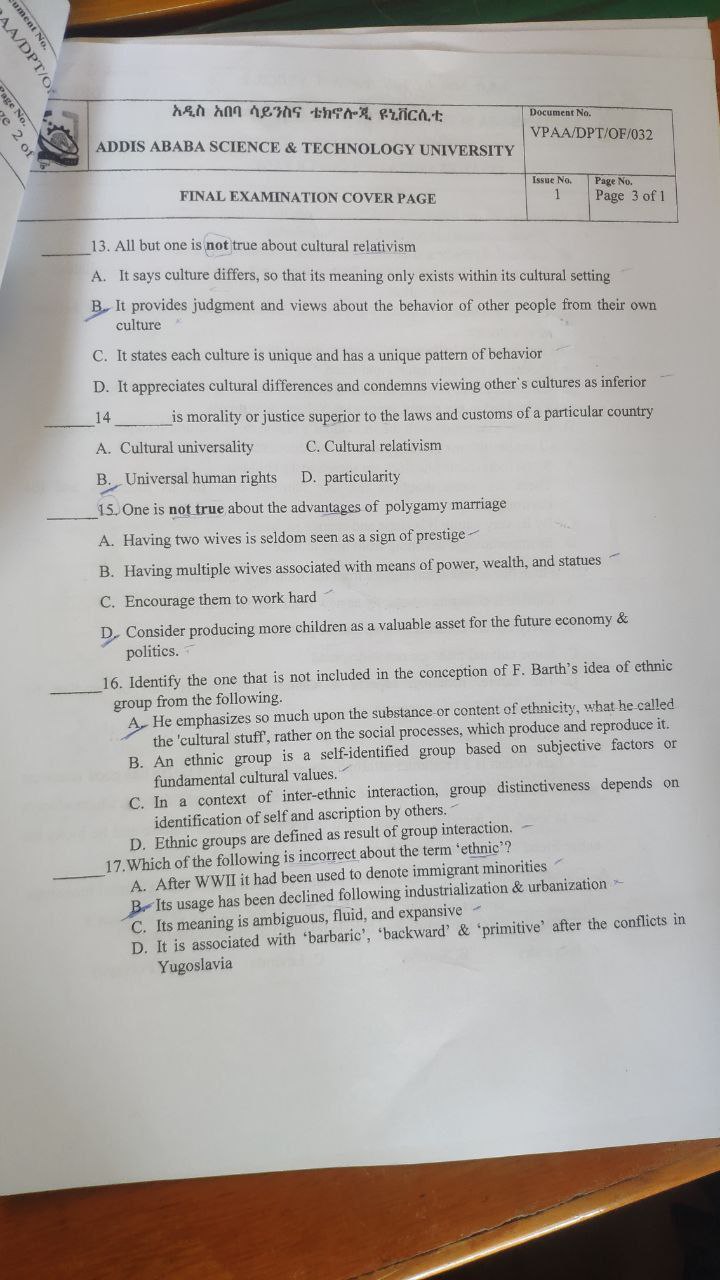 ument No.
AA/DPT/O
Page No.
ge 2 of
አዲስ አበባ ሳይንስና ቴክኖሎጂ ዩኒቨርሲቲ
ADDIS ABABA SCIENCE & TECHNOLOGY UNIVERSITY
Document No.
VPAA/DPT/OF/032
FINAL EXAMINATION COVER PAGE
Issue No.
1
Page No.
Page 3 of 1
______13. All but one is not true about cultural relativism
A. It says culture differs, so that its meaning only exists within its cultural setting
B. It provides judgment and views about the behavior of other people from their own
culture
C. It states each culture is unique and has a unique pattern of behavior
D. It appreciates cultural differences and condemns viewing other's cultures as inferior
______14 _______is morality or justice superior to the laws and customs of a particular country
A. Cultural universality C. Cultural relativism
B. Universal human rights D. particularity
______15. One is not true about the advantages of polygamy marriage
A. Having two wives is seldom seen as a sign of prestige
B. Having multiple wives associated with means of power, wealth, and statues
C. Encourage them to work hard
D. Consider producing more children as a valuable asset for the future economy &
politics.
______16. Identify the one that is not included in the conception of F. Barth's idea of ethnic
group from the following.
A. He emphasizes so much upon the substance or content of ethnicity, what he called
the 'cultural stuff', rather on the social processes, which produce and reproduce it.
B. An ethnic group is a self-identified group based on subjective factors or
fundamental cultural values.
C. In a context of inter-ethnic interaction, group distinctiveness depends on
identification of self and ascription by others.
D. Ethnic groups are defined as result of group interaction.
______17.Which of the following is incorrect about the term 'ethnic'?
A. After WWII it had been used to denote immigrant minorities
B. Its usage has been declined following industrialization & urbanization
C. Its meaning is ambiguous, fluid, and expansive
D. It is associated with 'barbaric', 'backward' & 'primitive' after the conflicts in
Yugoslavia